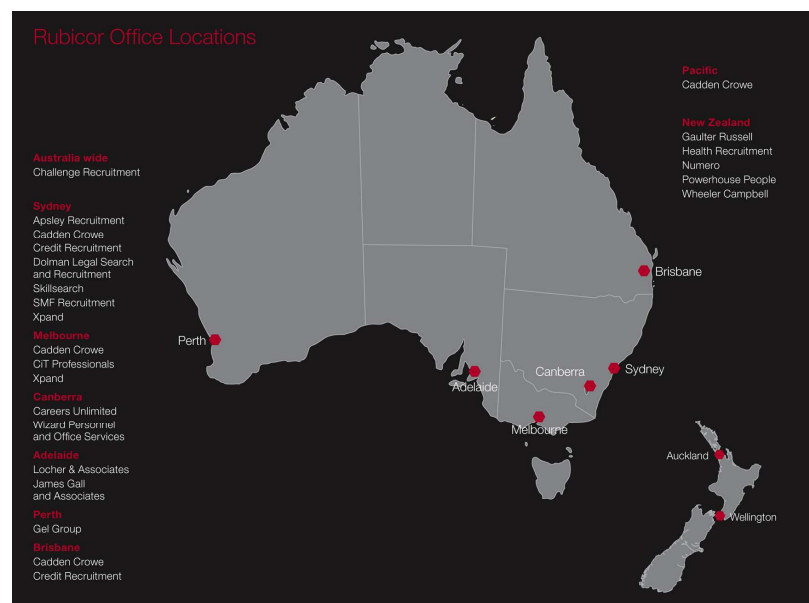 Rubicor Office Locations
Australia wide
Challenge Recruitment
Sydney
Apsley Recruitment
Cadden Crowe
Credit Recruitment
Dolman Legal Search
and Recruitment
Skillsearch
SMF Recruitment
Xpand
Melbourne
Cadden Crowe
CiT Professionals
Xpand
Canberra
Careers Unlimited
Wizard Personnel
and Office Services
Adelaide
Locher & Associates
James Gall
and Associates
Perth
Gel Group
Brisbane
Cadden Crowe
Credit Recruitment
Pacific
Cadden Crowe
New Zealand
Gaulter Russell
Health Recruitment
Numero
Powerhouse People
Wheeler Campbell
Brisbane
Perth
Sydney
Canberra
Adelaide
Melbourne
Auckland
Wellington